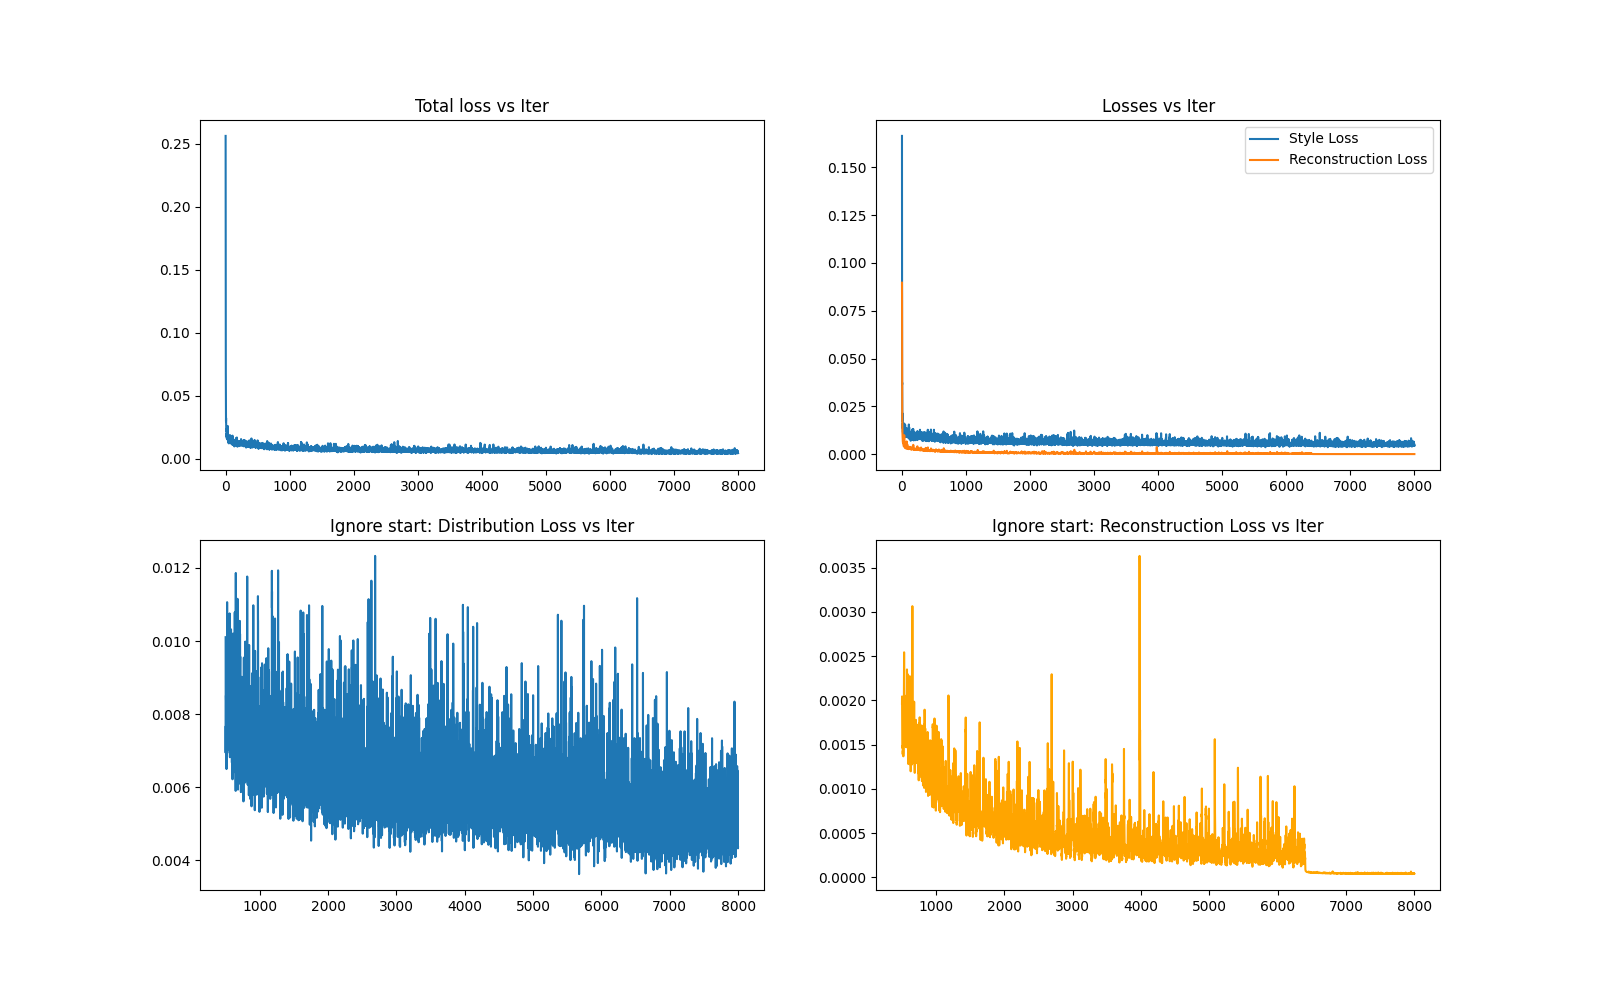 Total loss vs Iter
0.25
0.20
0.15
0.10
0.05
0.00
0 1000 2000 3000 4000 5000 6000 7000 8000
Losses vs Iter
Style Loss
Reconstruction Loss
0.150
0.125
0.100
0.075
0.050
0.025
0.000
0 1000 2000 3000 4000 5000 6000 7000 8000
Ignore start: Distribution Loss vs Iter
0.012
0.010
0.008
0.006
0.004
1000 2000 3000 4000 5000 6000 7000 8000
Ignore start: Reconstruction Loss vs Iter
0.0035
0.0030
0.0025
0.0020
0.0015
0.0010
0.0005
0.0000
1000 2000 3000 4000 5000 6000 7000 8000